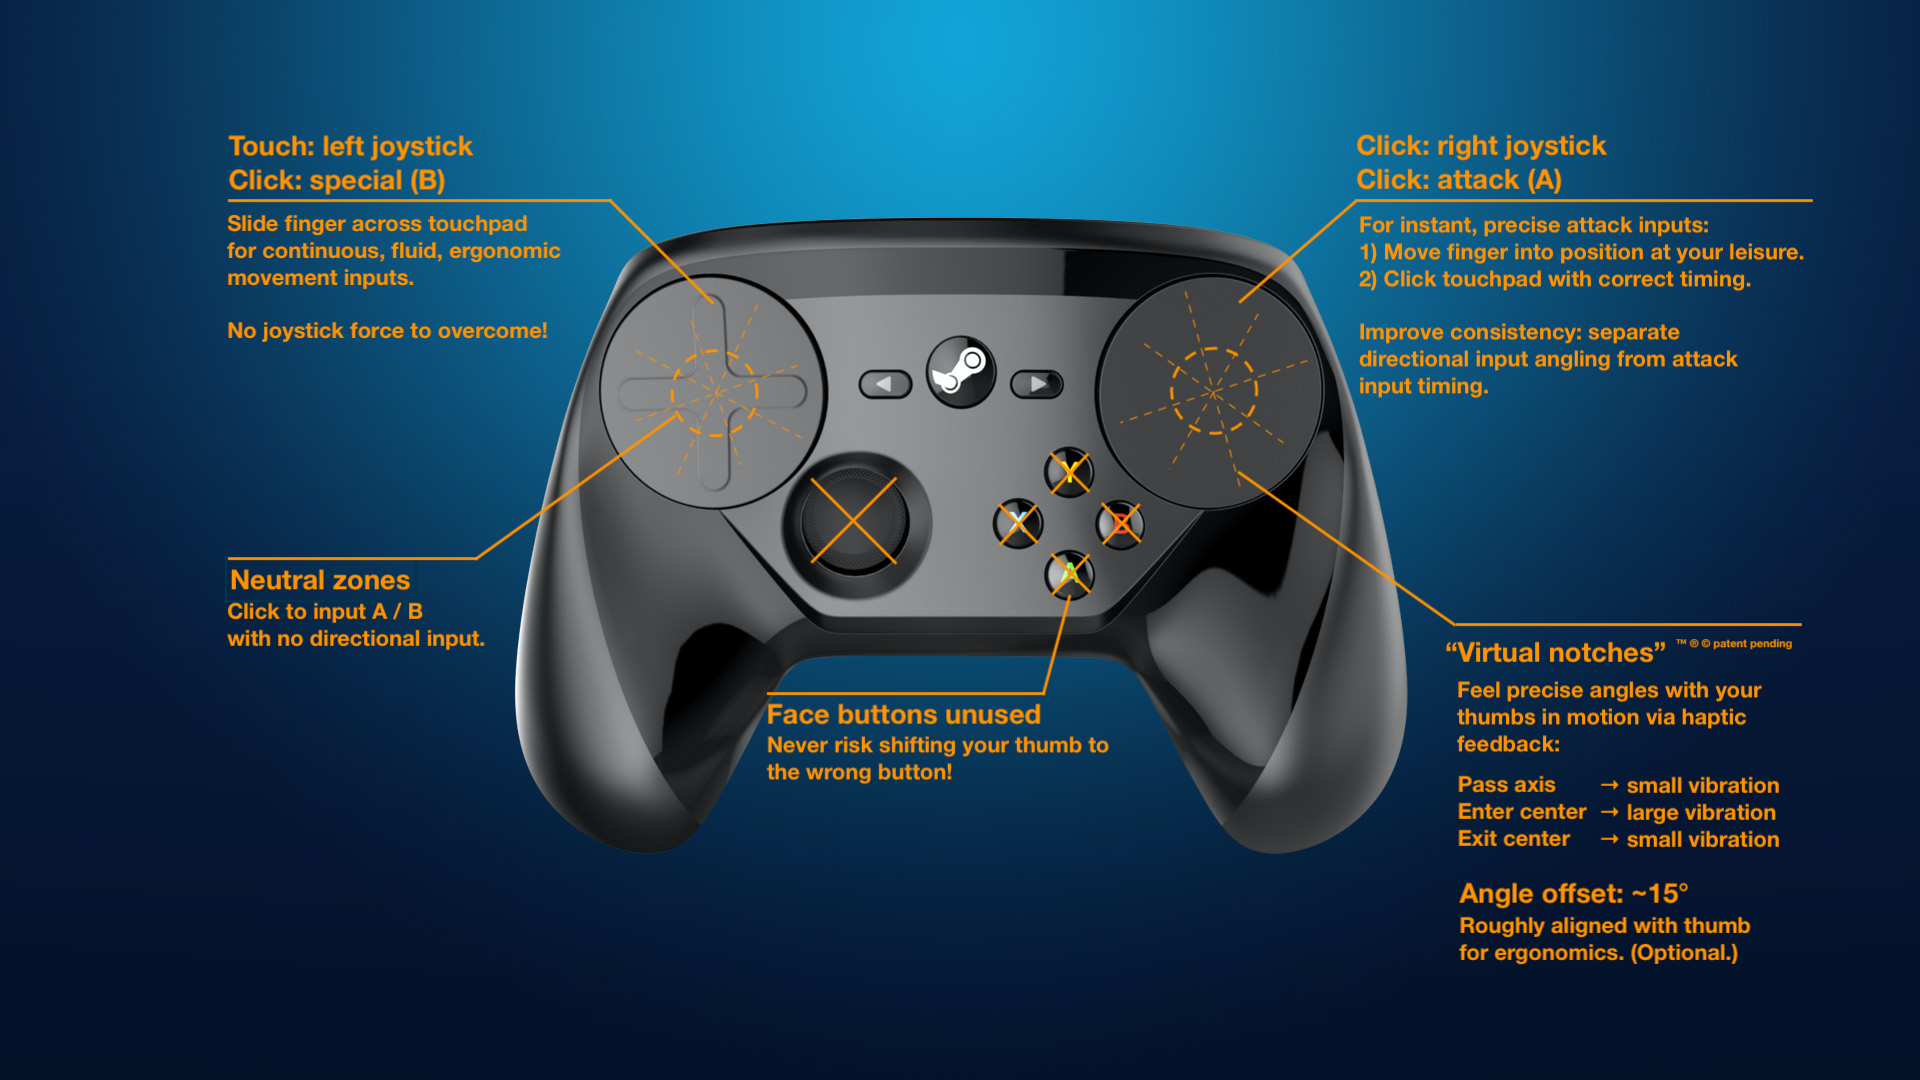 Touch: left joystick
Click: special (B)
Slide finger across touchpad
for continuous, fluid, ergonomic
movement inputs.
No joystick force to overcome!
Click: right joystick
Click: attack (A)
For instant, precise attack inputs:
1) Move finger into position at your leisure.
2) Click touchpad with correct timing.
Improve consistency: separate
directional input angling from attack
input timing.
Y
X
B
A
Neutral zones
Click to input A / B
with no directional input.
Face buttons unused
Never risk shifting your thumb to
the wrong button!
“Virtual notches” ™ ® © patent pending
Feel precise angles with your
thumbs in motion via haptic
feedback:
Pass axis → small vibration
Enter center → large vibration
Exit center → small vibration
Angle offset: ~15°
Roughly aligned with thumb
for ergonomics. (Optional.)